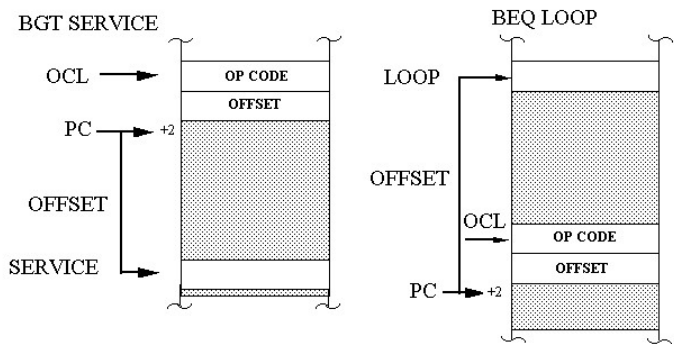 BGT SERVICE
OCL
OP CODE
OFFSET
PC
+2
OFFSET
SERVICE
BEQ LOOP
LOOP
OFFSET
OCL
OP CODE
OFFSET
PC
+2